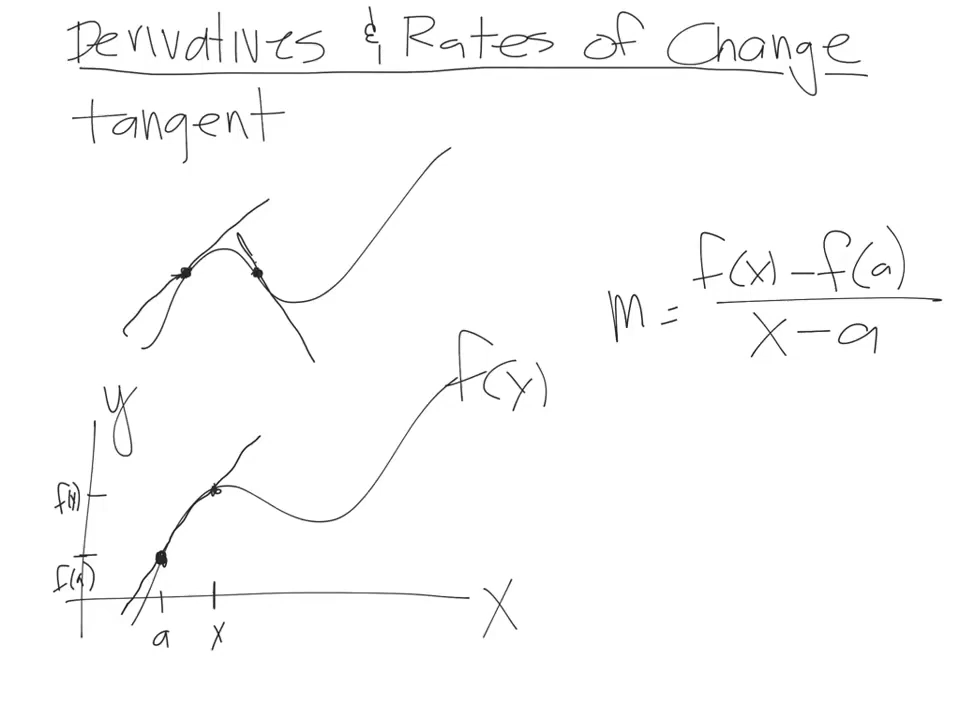 Derivatives & Rates of Change
tangent
m = f(x) - f(a) / x - a
y
f(x)
f(x)
f(a)
a
x
X